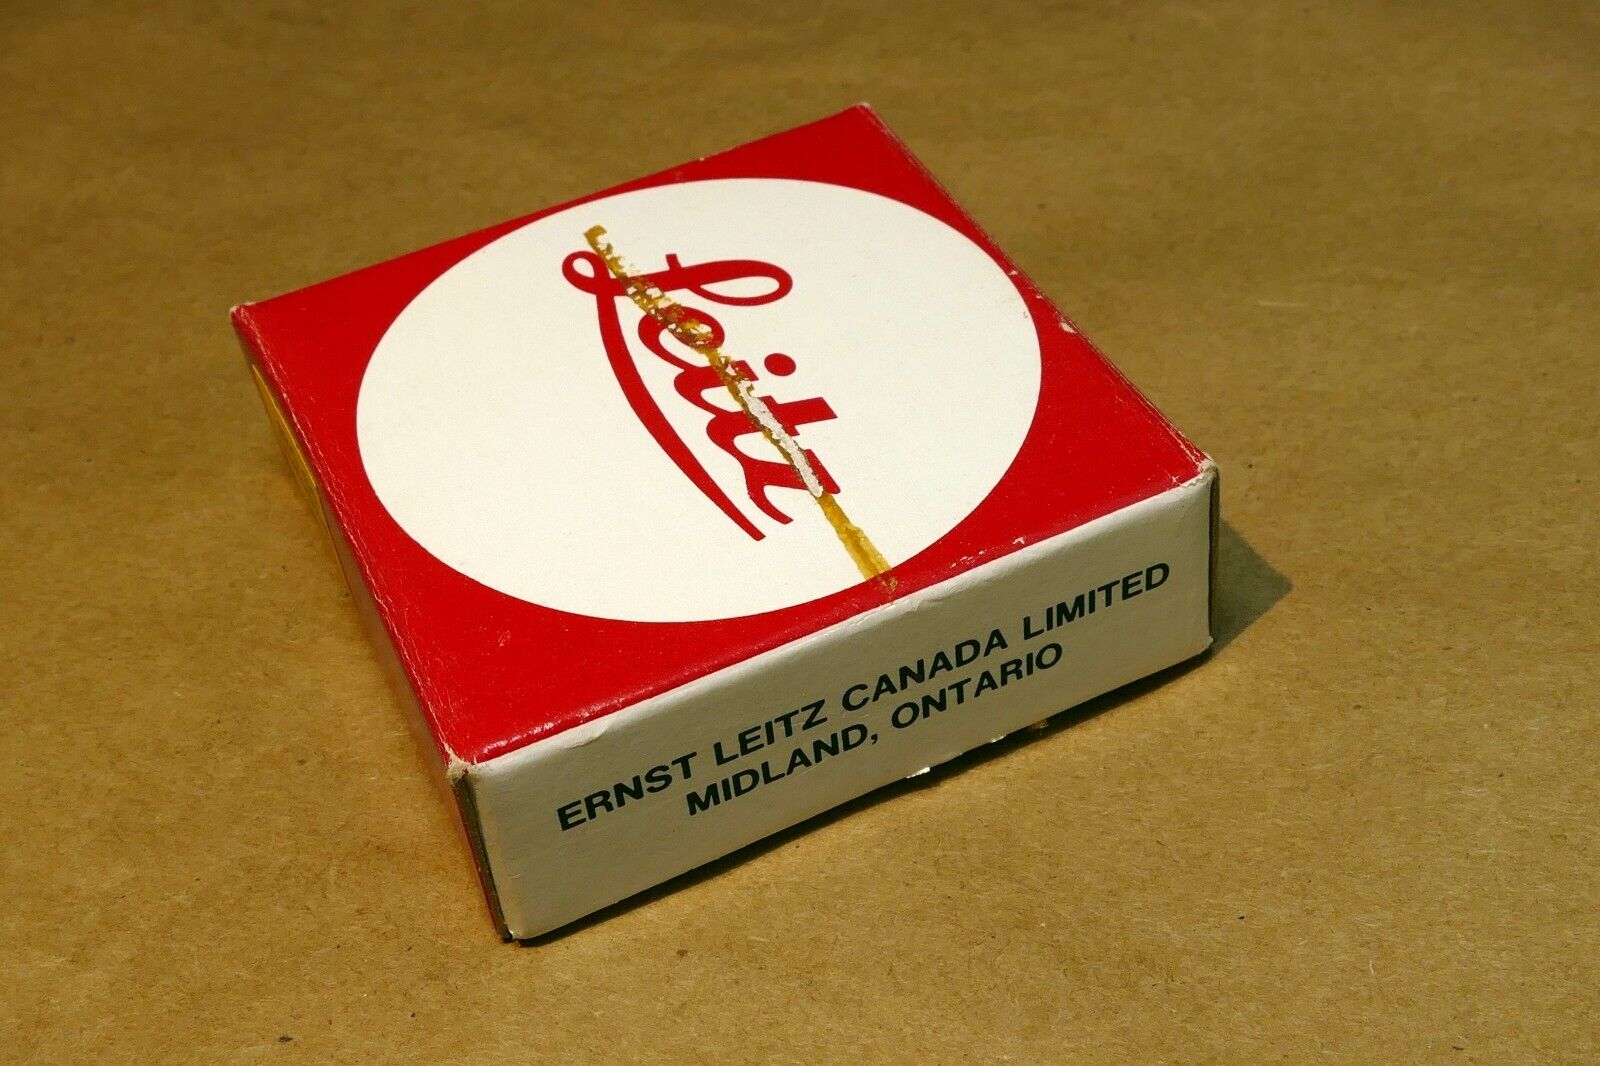 Leitz
ERNST LEITZ CANADA LIMITED
MIDLAND, ONTARIO